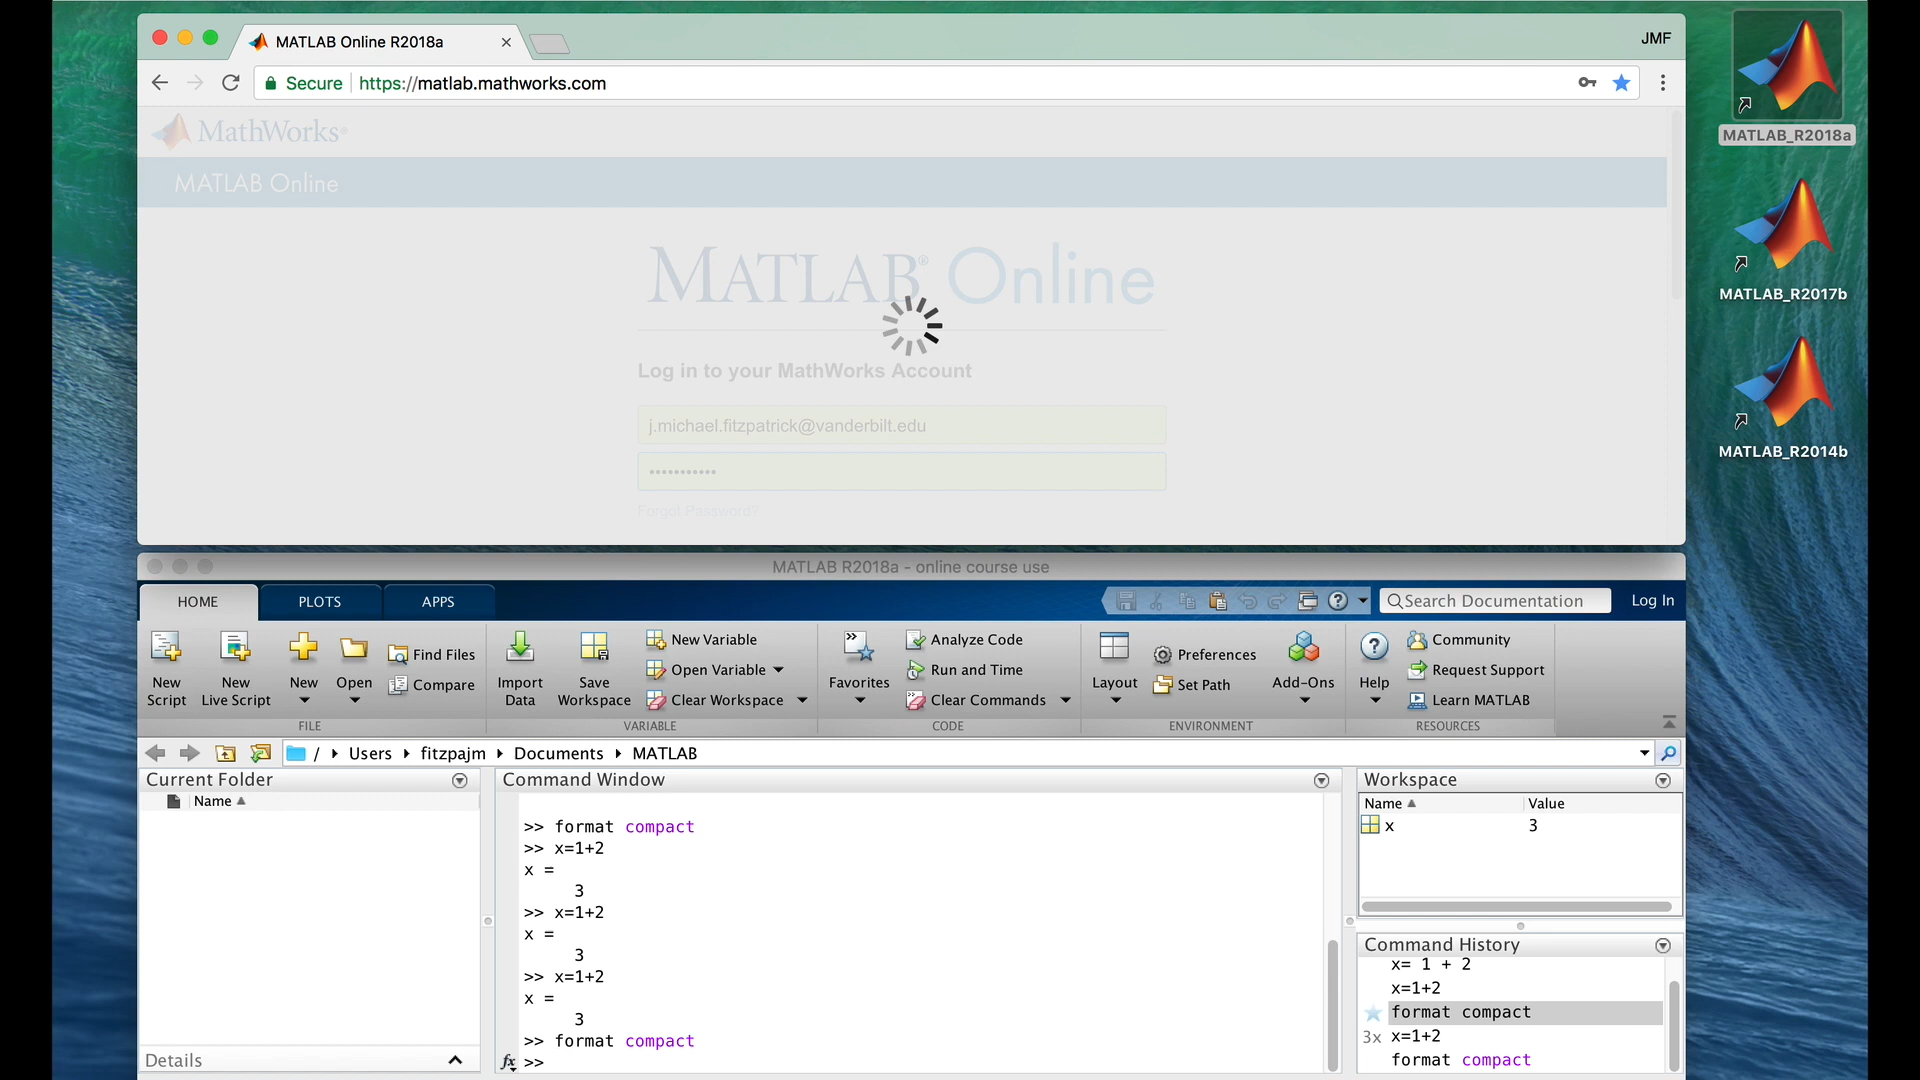 MATLAB Online R2018a
JMF
Secure https://matlab.mathworks.com
MathWorks®
MATLAB Online
MATLAB® Online
Log in to your MathWorks Account
j.michael.fitzpatrick@vanderbilt.edu
•••••••••••
Forgot Password?
MATLAB_R2018a
MATLAB_R2017b
MATLAB_R2014b
MATLAB R2018a - online course use
HOME PLOTS APPS
Search Documentation
Log In
New Script
New Live Script
New
Open
Find Files
Compare
FILE
Import Data
Save Workspace
New Variable
Open Variable
Clear Workspace
VARIABLE
Favorites
Analyze Code
Run and Time
Clear Commands
CODE
Layout
Preferences
Set Path
Add-Ons
ENVIRONMENT
Help
Community
Request Support
Learn MATLAB
RESOURCES
/ Users fitzpajm Documents MATLAB
Current Folder
Name
Details
Command Window
>> format compact
>> x=1+2
x =
3
>> x=1+2
x =
3
>> x=1+2
x =
3
>> format compact
fx >>
Workspace
Name Value
x 3
Command History
x= 1 + 2
x=1+2
format compact
3x x=1+2
format compact